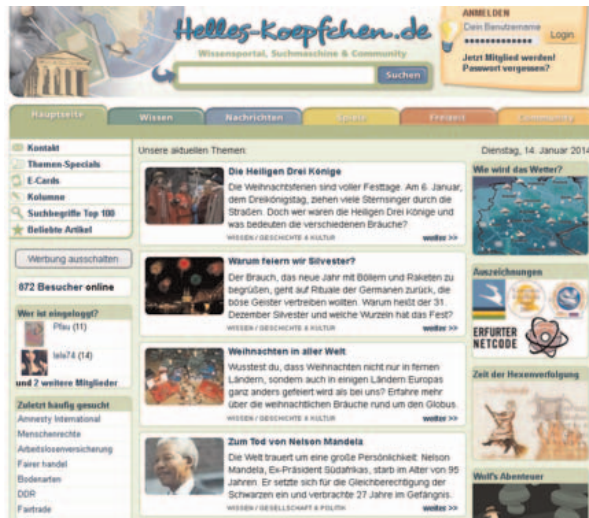 Helles-Koepfchen.de
Wissensportal, Suchmaschine & Community
Suchen
ANMELDEN
Dein Benutzername
Login
Jetzt Mitglied werden!
Passwort vergessen?
Hauptseite
Wissen
Nachrichten
Spiele
Freizeit
Community
Kontakt
Themen-Specials
E-Cards
Kolumne
Suchbegriffe Top 100
Beliebte Artikel
Werbung ausschalten
872 Besucher online
Wer ist eingeloggt?
Pfau (11)
lele74 (14)
und 2 weitere Mitglieder
Zuletzt häufig gesucht
Amnesty International
Menschenrechte
Arbeitslosenversicherung
Fairer handel
Bodenarten
DDR
Fairtrade
Unsere aktuellen Themen:
Dienstag, 14. Januar 2014
Die Heiligen Drei Könige
Die Weihnachtsferien sind voller Festtage. Am 6. Januar,
dem Dreikönigstag, ziehen viele Sternsinger durch die
Straßen. Doch wer waren die Heiligen Drei Könige und
was bedeuten die verschiedenen Bräuche?
WISSEN / GESCHICHTE & KULTUR
weiter >>
Warum feiern wir Silvester?
Der Brauch, das neue Jahr mit Böllern und Raketen zu
begrüßen, geht auf Rituale der Germanen zurück, die
böse Geister vertreiben wollten. Warum heißt der 31.
Dezember Silvester und welche Wurzeln hat das Fest?
WISSEN / GESCHICHTE & KULTUR
weiter >>
Weihnachten in aller Welt
Wusstest du, dass Weihnachten nicht nur in fernen
Ländern, sondern auch in einigen Ländern Europas
ganz anders gefeiert wird als bei uns? Erfahre mehr
über die weihnachtlichen Bräuche rund um den Globus.
WISSEN / GESCHICHTE & KULTUR
weiter >>
Zum Tod von Nelson Mandela
Die Welt trauert um eine große Persönlichkeit: Nelson
Mandela, Ex-Präsident Südafrikas, starb im Alter von 95
Jahren. Er setzte sich für die Gleichberechtigung der
Schwarzen ein und verbrachte 27 Jahre im Gefängnis.
WISSEN / GESELLSCHAFT & POLITIK
weiter >>
Wie wird das Wetter?
Auszeichnungen
ERFURTER
NETCODE
Zeit der Hexenverfolgung
Wolf's Abenteuer